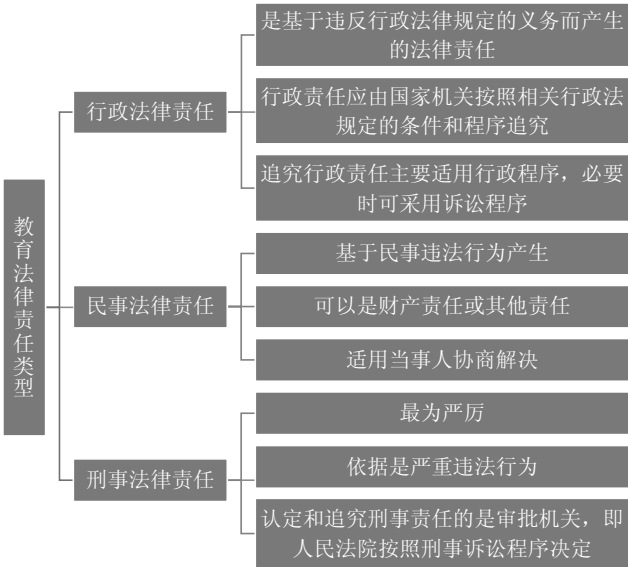 教育法律责任类型
行政法律责任
是基于违反行政法律规定的义务而产生
的法律责任
行政责任应由国家机关按照相关行政法
规定的条件和程序追究
追究行政责任主要适用行政程序，必要
时可采用诉讼程序
民事法律责任
基于民事违法行为产生
可以是财产责任或其他责任
适用当事人协商解决
刑事法律责任
最为严厉
依据是严重违法行为
认定和追究刑事责任的是审批机关，即
人民法院按照刑事诉讼程序决定